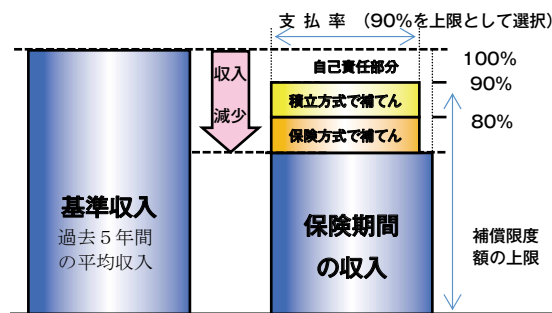 支 払 率 （90%を上限として選択）
100%
自己責任部分
収入
減少
90%
積立方式で補てん
80%
保険方式で補てん
基準収入
過去５年間
の平均収入
保険期間
の収入
補償限度
額の上限